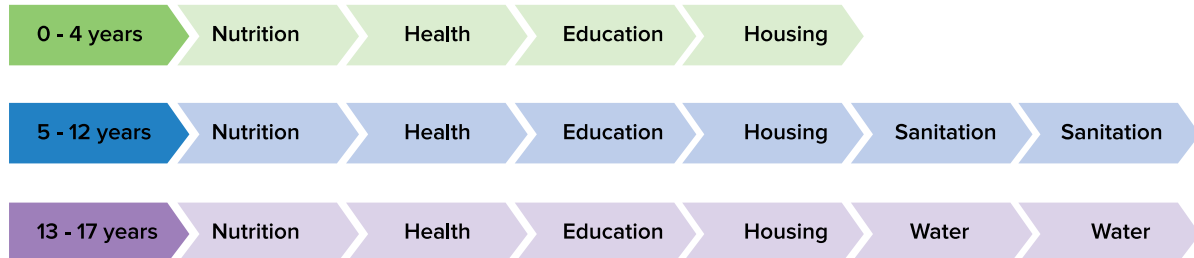 0 - 4 years Nutrition Health Education Housing
5 - 12 years Nutrition Health Education Housing Sanitation Sanitation
13 - 17 years Nutrition Health Education Housing Water Water